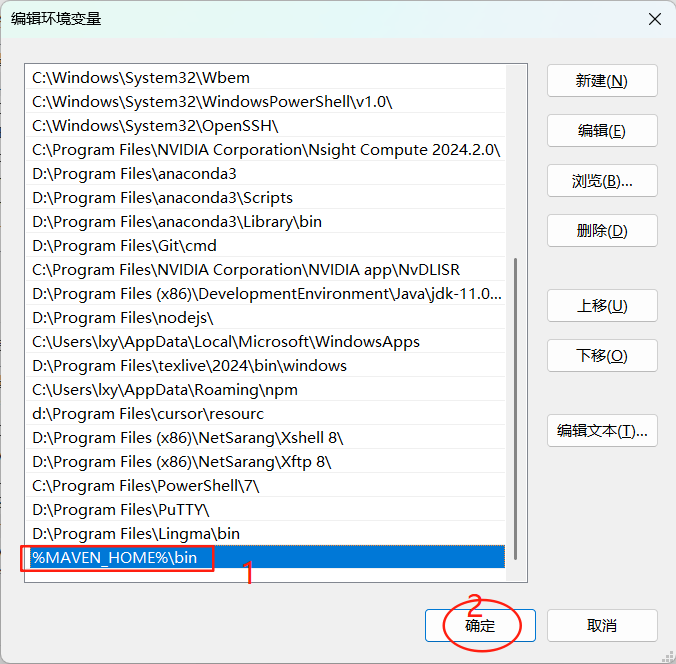 编辑环境变量
C:\Windows\System32\Wbem
C:\Windows\System32\WindowsPowerShell\v1.0\
C:\Windows\System32\OpenSSH\
C:\Program Files\NVIDIA Corporation\Nsight Compute 2024.2.0\
D:\Program Files\anaconda3
D:\Program Files\anaconda3\Scripts
D:\Program Files\anaconda3\Library\bin
D:\Program Files\Git\cmd
C:\Program Files\NVIDIA Corporation\NVIDIA app\NvDLISR
D:\Program Files (x86)\DevelopmentEnvironment\Java\jdk-11.0...
D:\Program Files\nodejs\
C:\Users\lxy\AppData\Local\Microsoft\WindowsApps
D:\Program Files\texlive\2024\bin\windows
C:\Users\lxy\AppData\Roaming\npm
d:\Program Files\cursor\resourc
D:\Program Files (x86)\NetSarang\Xshell 8\
D:\Program Files (x86)\NetSarang\Xftp 8\
C:\Program Files\PowerShell\7\
D:\Program Files\PuTTY\
D:\Program Files\Lingma\bin
%MAVEN_HOME%\bin
1
新建(N)
编辑(E)
浏览(B)...
删除(D)
上移(U)
下移(O)
编辑文本(T)...
2
确定
取消